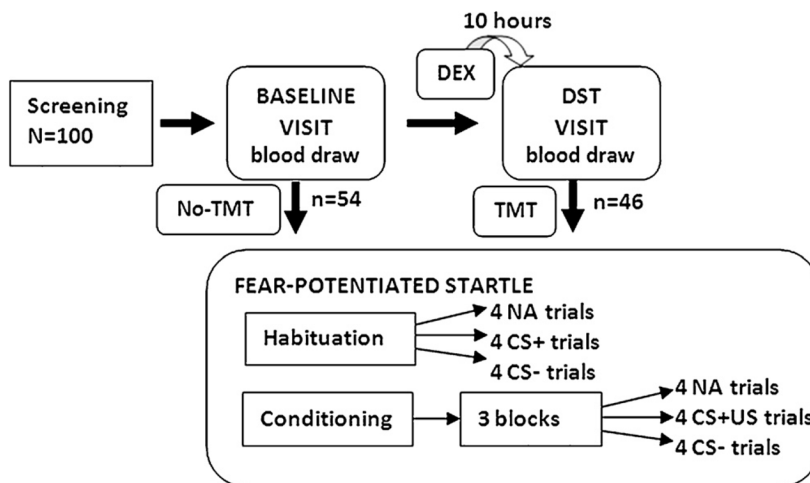 10 hours
DEX
Screening
N=100
BASELINE
VISIT
blood draw
DST
VISIT
blood draw
No-TMT
n=54
TMT
n=46
FEAR-POTENTIATED STARTLE
Habituation
4 NA trials
4 CS+ trials
4 CS- trials
Conditioning
3 blocks
4 NA trials
4 CS+US trials
4 CS- trials